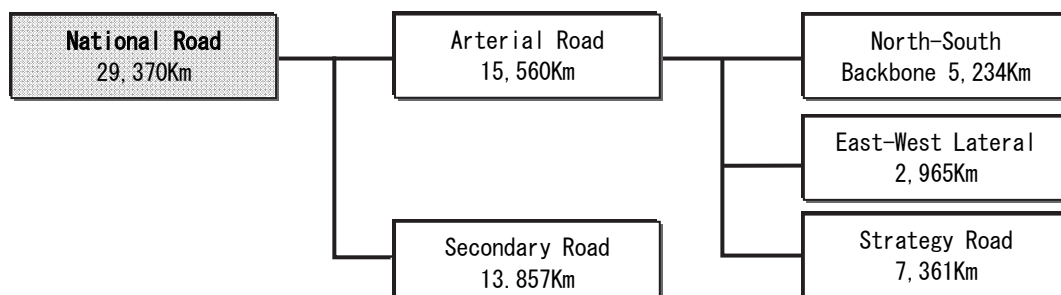 National Road
29,370Km
Arterial Road
15,560Km
North-South
Backbone 5,234Km
East-West Lateral
2,965Km
Secondary Road
13.857Km
Strategy Road
7,361Km